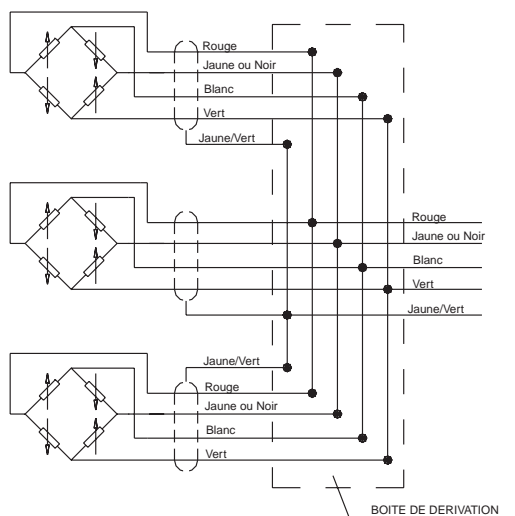 Rouge
Jaune ou Noir
Blanc
Vert
Jaune/Vert
Rouge
Jaune ou Noir
Blanc
Vert
Jaune/Vert
Jaune/Vert
Rouge
Jaune ou Noir
Blanc
Vert
BOITE DE DERIVATION